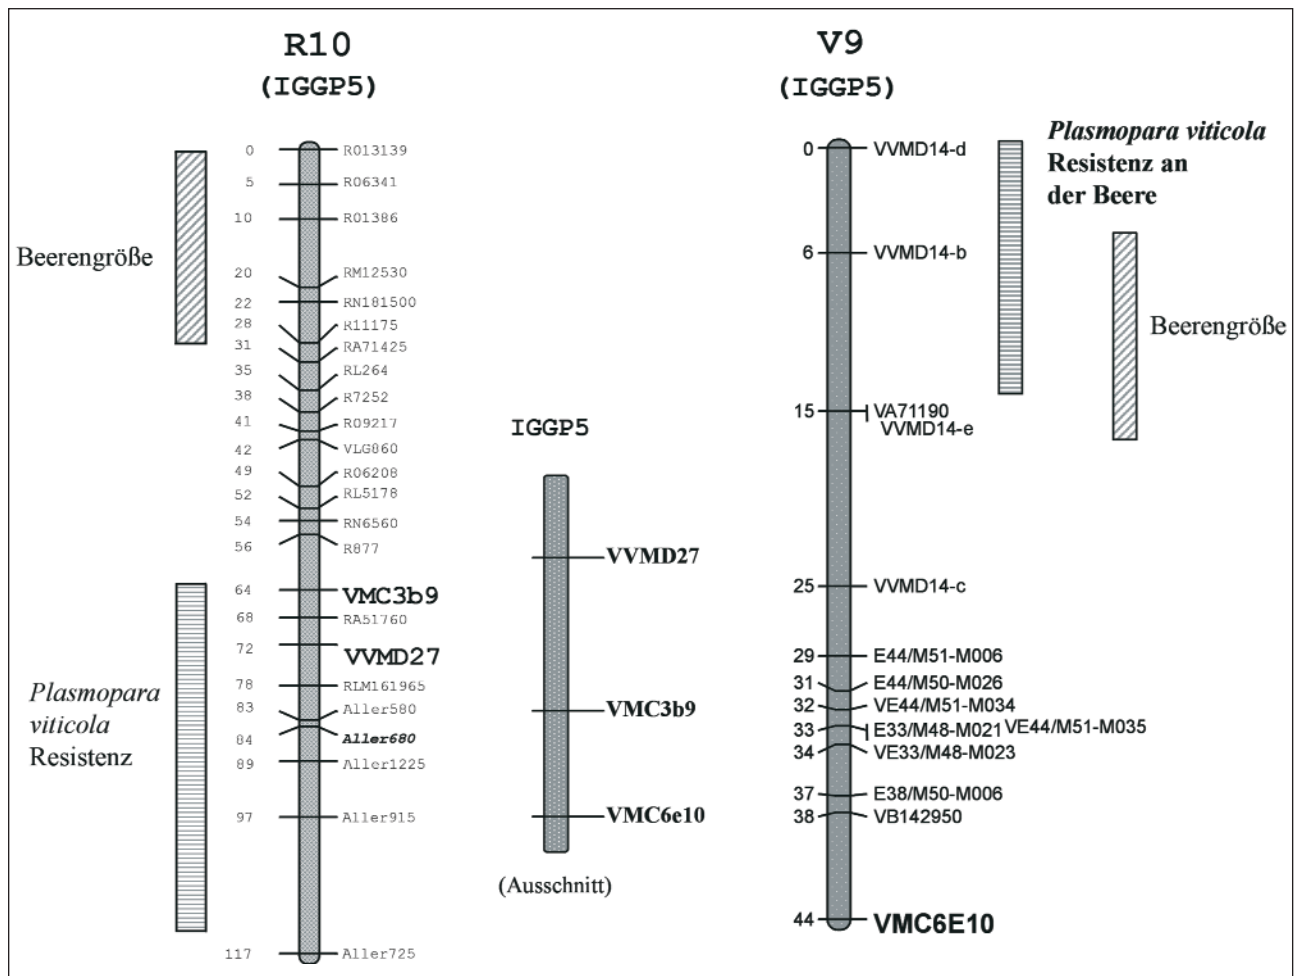 R10
(IGGP5)
Beerengröße
0 RO13139
5 RO6341
10 RO1386
20 RM12530
22 RN181500
28 R11175
31 RA71425
35 RL264
38 R7252
41 RO9217
42 VLG860
49 RO6208
52 RL5178
54 RN6560
56 R877
64 VMC3b9
68 RA51760
72 VVMD27
78 RLM161965
83 Aller580
84 Aller680
89 Aller1225
97 Aller915
117 Aller725
Plasmopara
viticola
Resistenz
IGGP5
VVMD27
VMC3b9
VMC6e10
(Ausschnitt)
V9
(IGGP5)
0 VVMD14-d
6 VVMD14-b
15 VA71190
VVMD14-e
25 VVMD14-c
29 E44/M51-M006
31 E44/M50-M026
32 VE44/M51-M034
33 E33/M48-M021 VE44/M51-M035
34 VE33/M48-M023
37 E38/M50-M006
38 VB142950
44 VMC6E10
Plasmopara viticola
Resistenz an
der Beere
Beerengröße